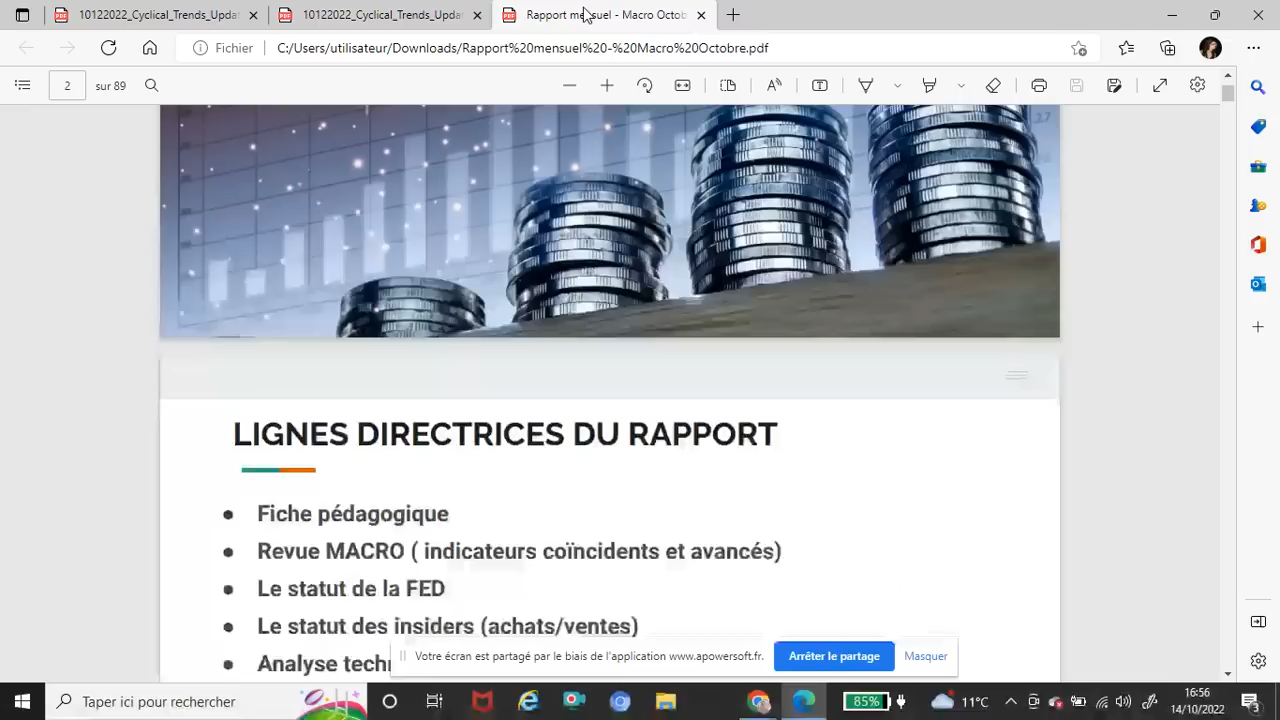 10122022_Cyclical_Trends_Upda
10122022_Cyclical_Trends_Upda
Rapport mensuel - Macro Octob
Fichier
C:/Users/utilisateur/Downloads/Rapport%20mensuel%20-%20Macro%20Octobre.pdf
2
sur 89
17
LIGNES DIRECTRICES DU RAPPORT
• Fiche pédagogique
• Revue MACRO ( indicateurs coïncidents et avancés)
• Le statut de la FED
• Le statut des insiders (achats/ventes)
• Analyse tech
Votre écran est partagé par le biais de l'application www.apowersoft.fr.
Arrêter le partage
Masquer
Taper ici pour rechercher
85%
11°C
16:56
14/10/2022
3